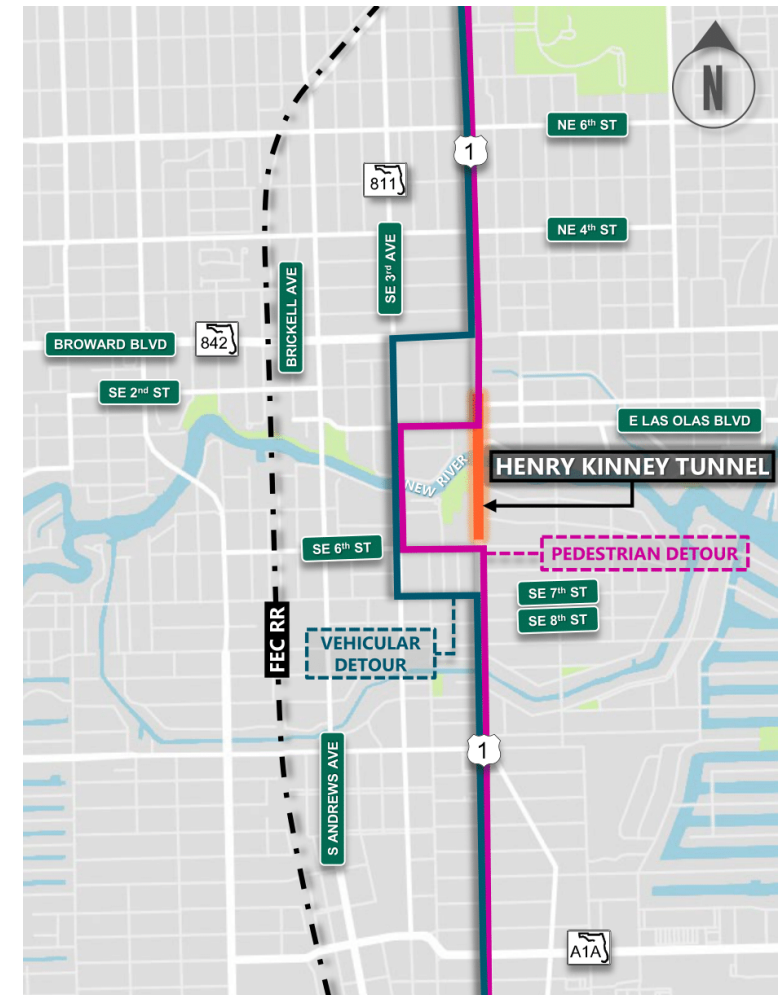 N
NE 6th ST
1
811
NE 4th ST
SE 3rd AVE
BRICKELL AVE
BROWARD BLVD
842
SE 2nd ST
E LAS OLAS BLVD
HENRY KINNEY TUNNEL
NEW RIVER
SE 6th ST
PEDESTRIAN DETOUR
SE 7th ST
SE 8th ST
FEC RR
VEHICULAR
DETOUR
1
S ANDREWS AVE
A1A